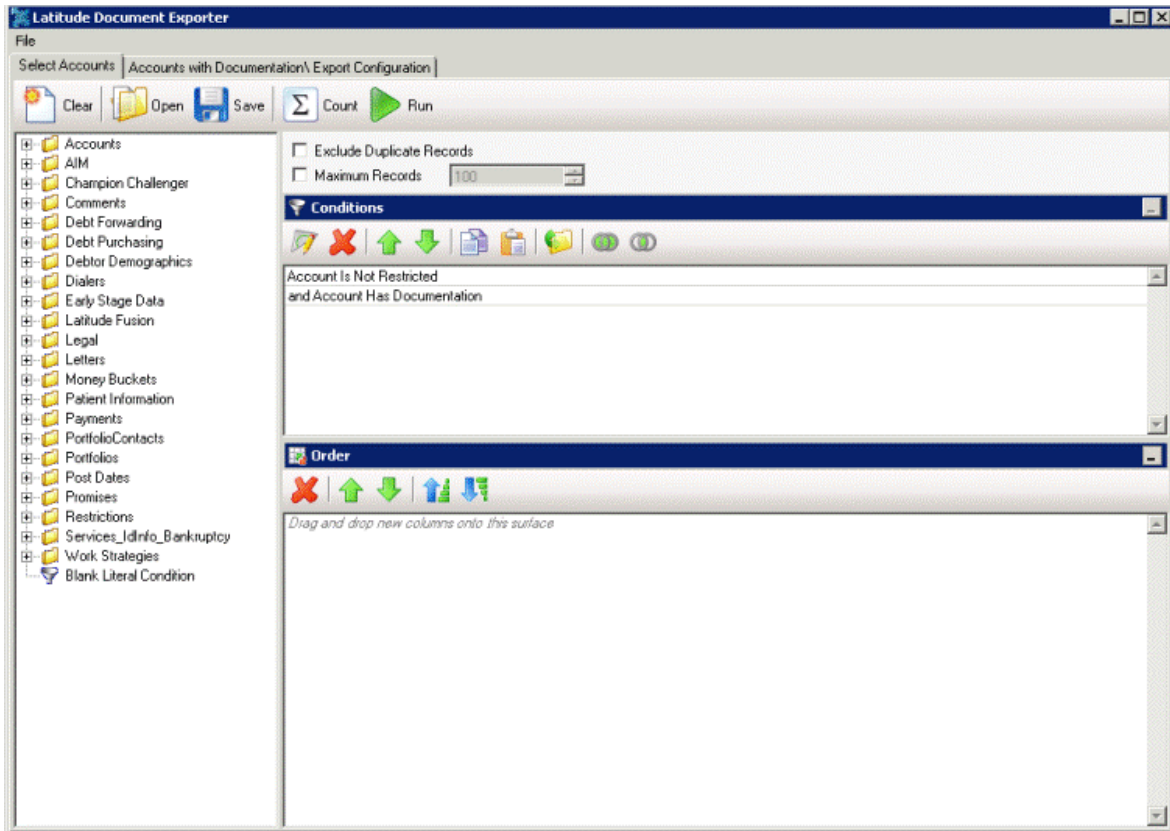 Latitude Document Exporter
File
Select Accounts
Accounts with Documentation\ Export Configuration
Clear
Open
Save
Count
Run
Accounts
AIM
Champion Challenger
Comments
Debt Forwarding
Debt Purchasing
Debtor Demographics
Dialers
Early Stage Data
Latitude Fusion
Legal
Letters
Money Buckets
Patient Information
Payments
PortfolioContacts
Portfolios
Post Dates
Promises
Restrictions
Services_IdInfo_Bankruptcy
Work Strategies
Blank Literal Condition
Exclude Duplicate Records
Maximum Records 100
Conditions
Account Is Not Restricted
and Account Has Documentation
Order
Drag and drop new columns onto this surface